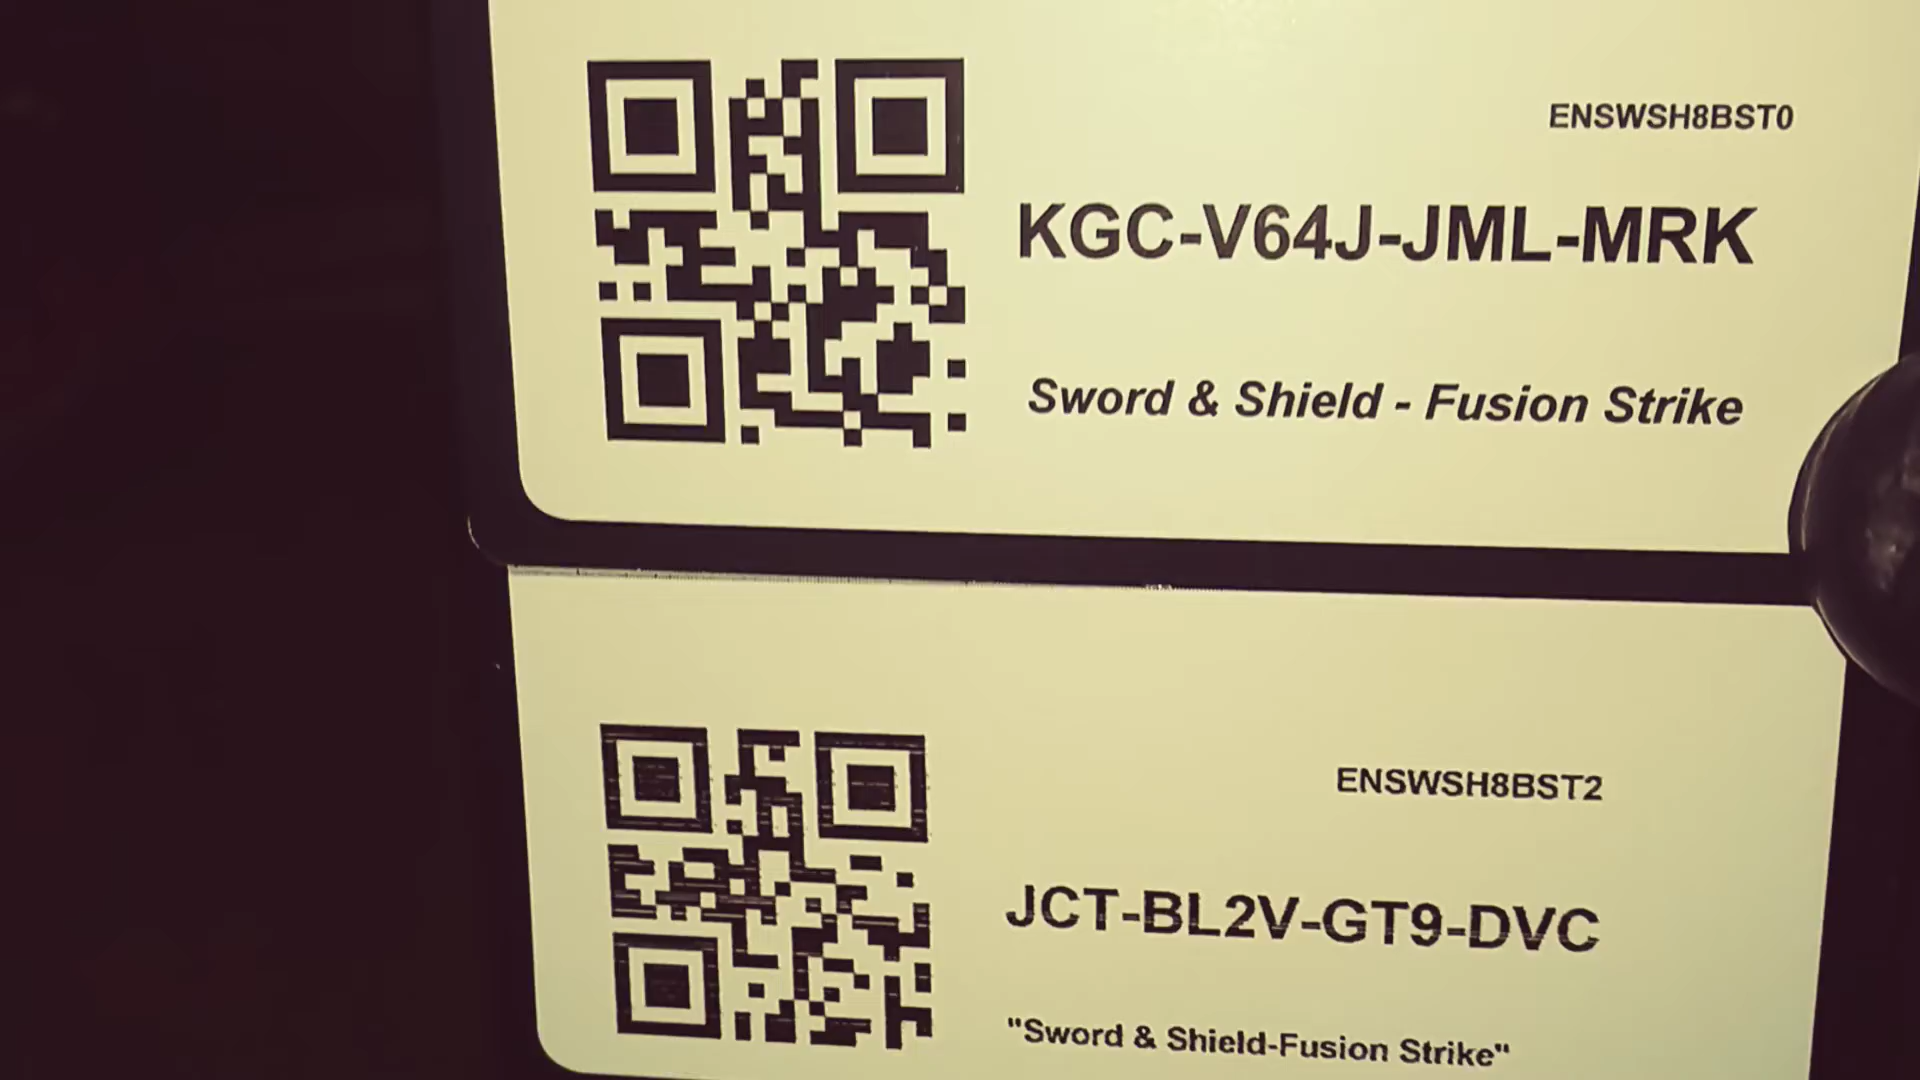 ENSWSH8BST0
KGC-V64J-JML-MRK
Sword & Shield - Fusion Strike
ENSWSH8BST2
JCT-BL2V-GT9-DVC
"Sword & Shield-Fusion Strike"